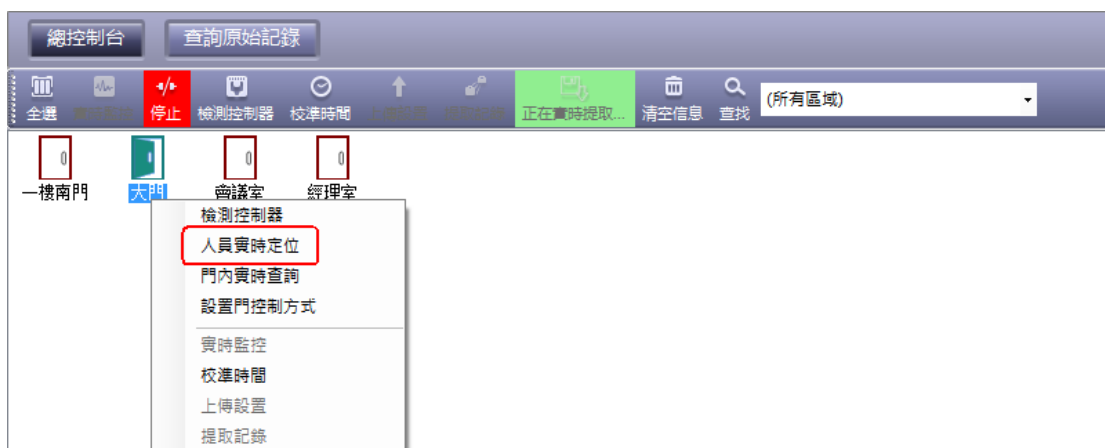 總控制台 查詢原始記錄
全選 停止 檢測控制器 校準時間 正在實時提取... 清空信息 查找 (所有區域)
一樓南門 大門 會議室 經理室
檢測控制器
人員實時定位
門內實時查詢
設置門控制方式
實時監控
校準時間
上傳設置
提取記錄